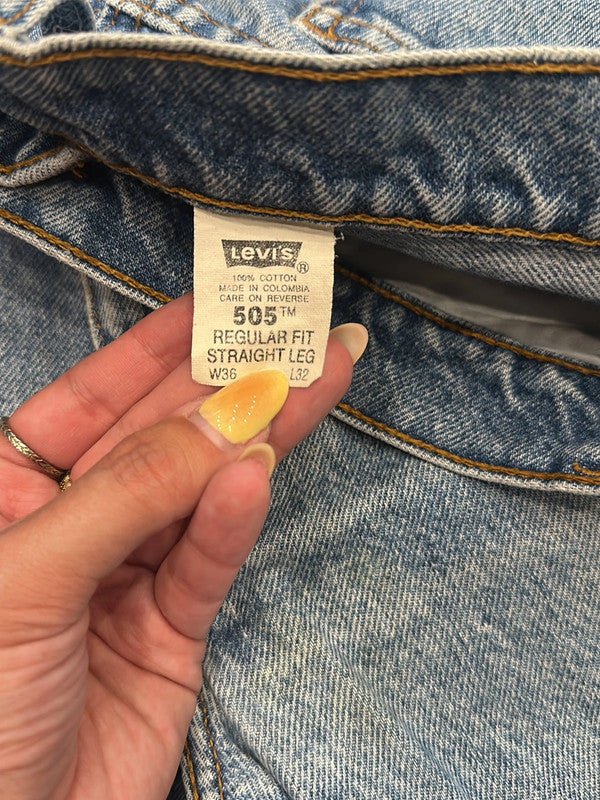 LEVI'S®
100% COTTON
MADE IN COLOMBIA
CARE ON REVERSE
505™
REGULAR FIT
STRAIGHT LEG
W36 L32